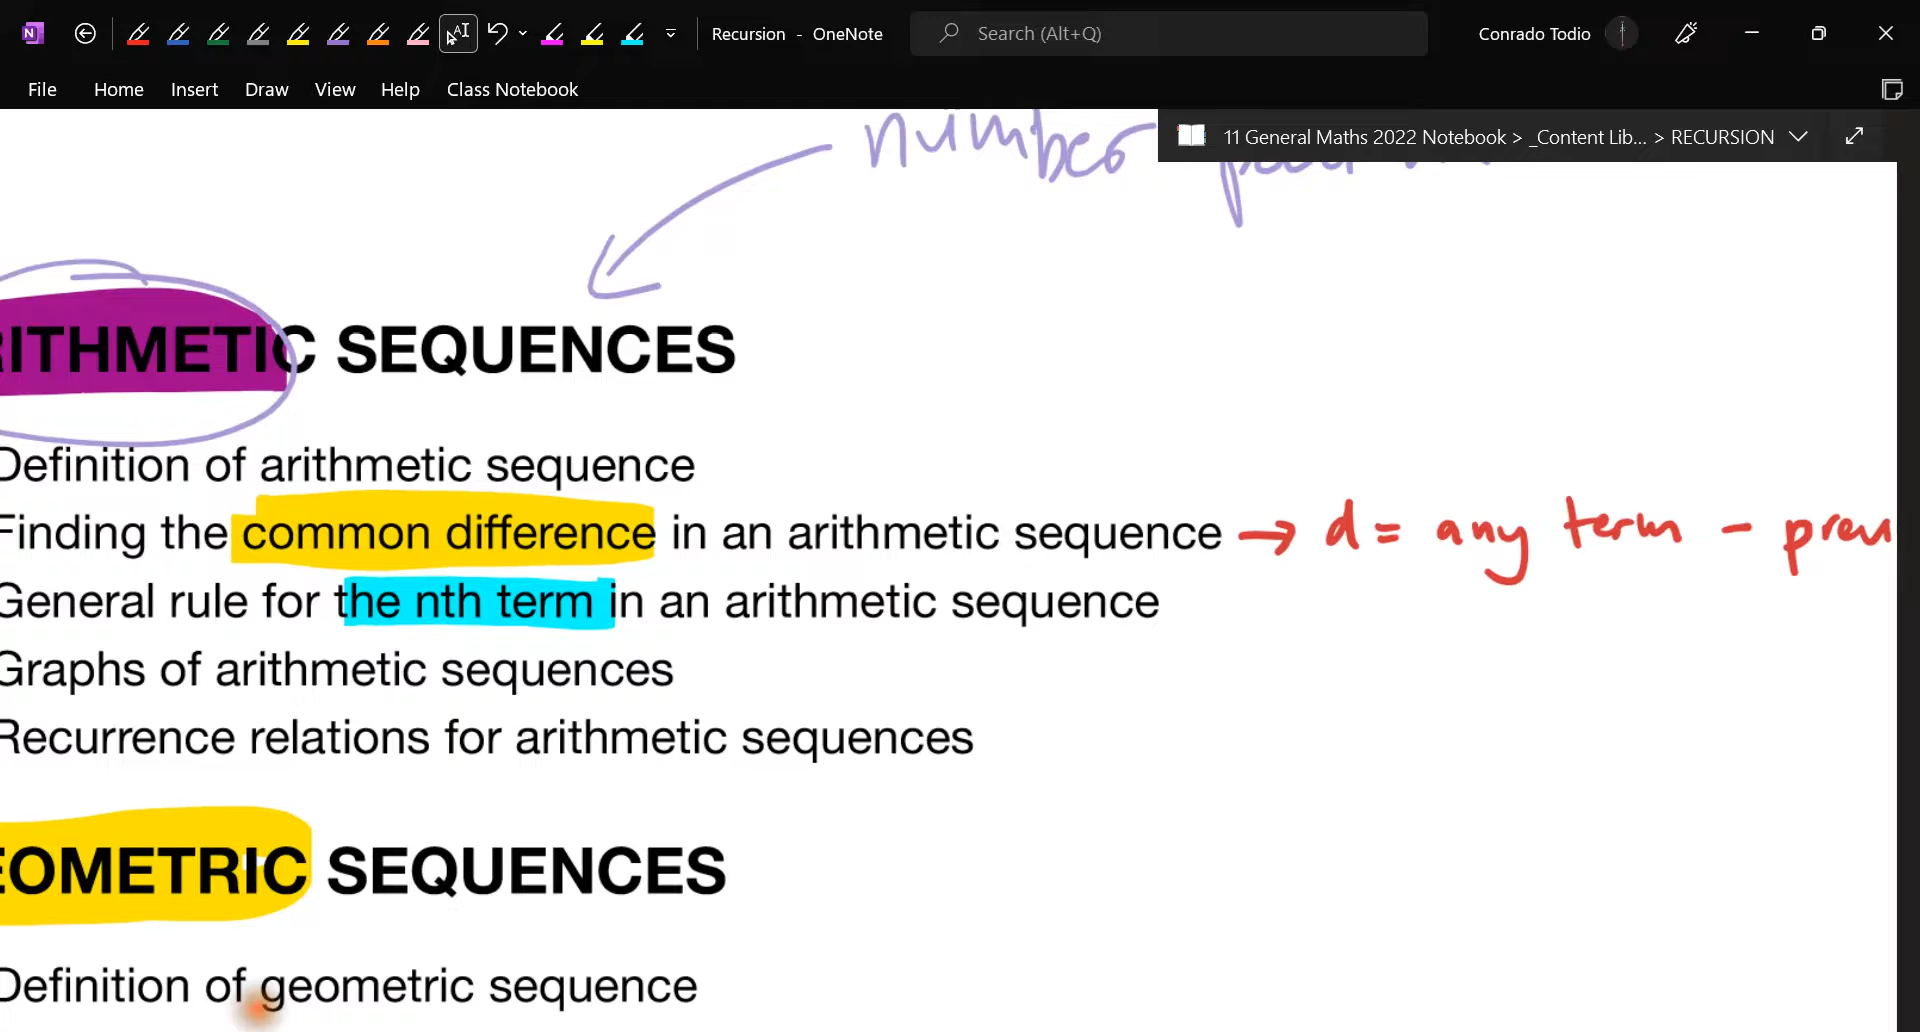 Recursion - OneNote
Search (Alt+Q)
Conrado Todio
File Home Insert Draw View Help Class Notebook
number
11 General Maths 2022 Notebook > _Content Lib... > RECURSION
RITHMETIC SEQUENCES
Definition of arithmetic sequence
Finding the common difference in an arithmetic sequence → d = any term - prev
General rule for the nth term in an arithmetic sequence
Graphs of arithmetic sequences
Recurrence relations for arithmetic sequences
EOMETRIC SEQUENCES
Definition of geometric sequence